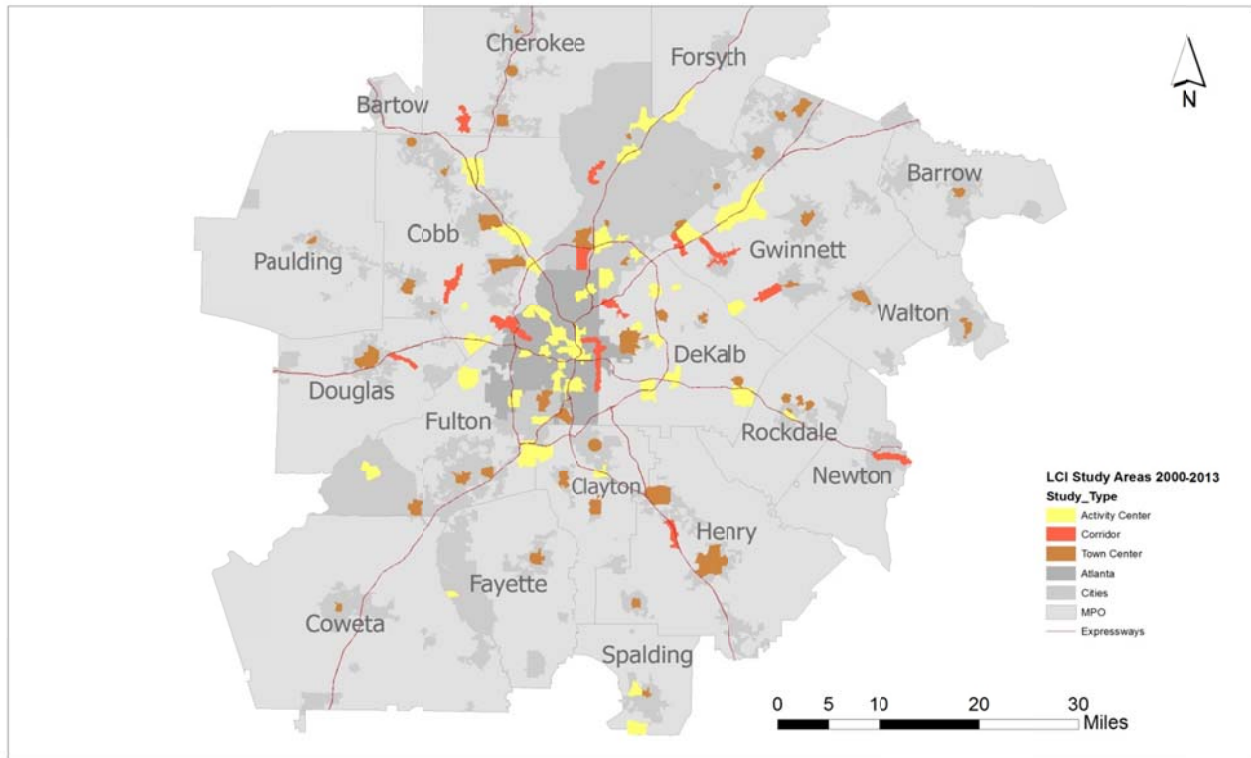 Cherokee
Forsyth
N
Bartow
Barrow
Cobb
Gwinnett
Paulding
Walton
DeKalb
Douglas
Fulton
Rockdale
Newton
Clayton
Henry
Fayette
Coweta
Spalding
LCI Study Areas 2000-2013
Study_Type
Activity Center
Corridor
Town Center
Atlanta
Cities
MPO
Expressways
0 5 10 20 30
Miles